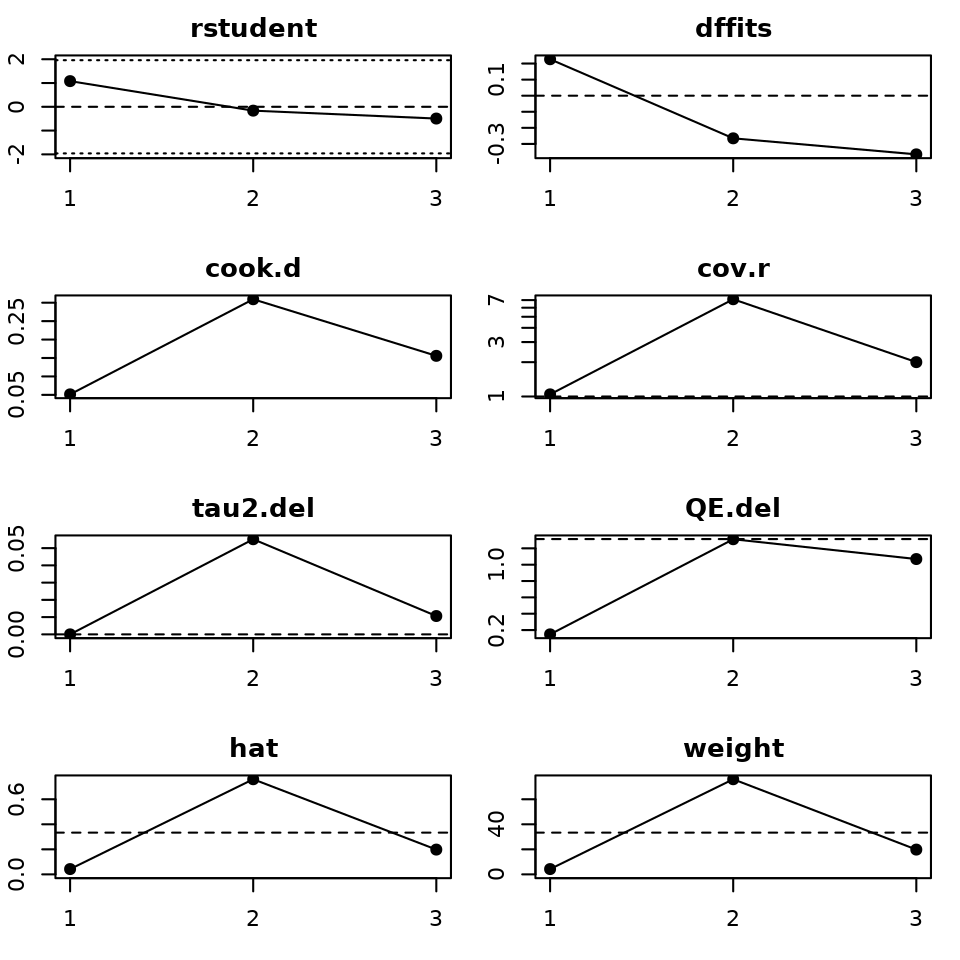 rstudent
2
0
-2
1 2 3
dffits
0.1
-0.3
1 2 3
cook.d
0.25
0.05
1 2 3
cov.r
7
3
1
1 2 3
tau2.del
0.05
0.00
1 2 3
QE.del
1.0
0.2
1 2 3
hat
0.6
0.0
1 2 3
weight
40
0
1 2 3